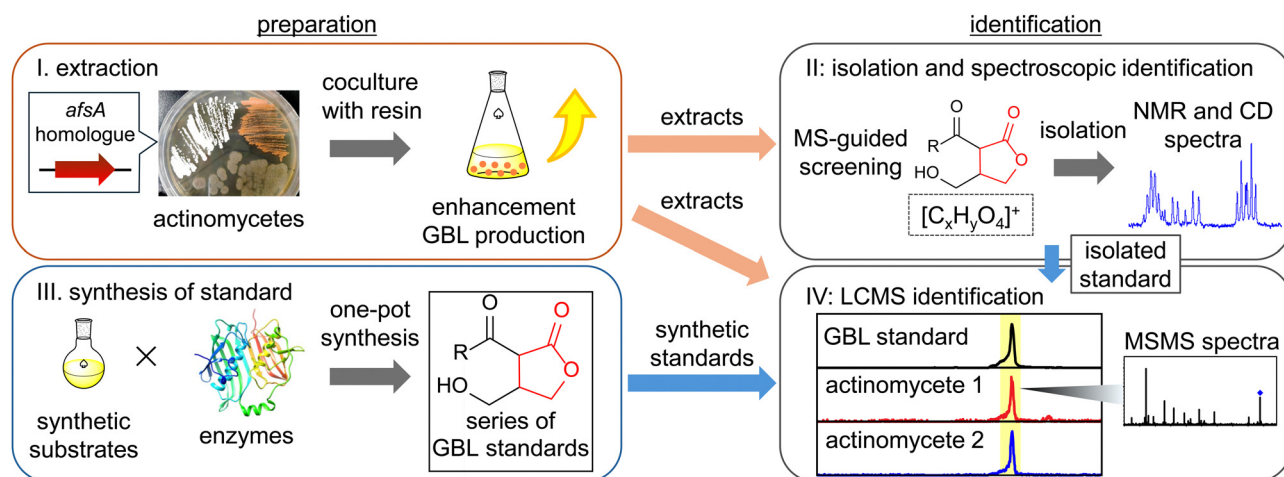 preparation
identification
I. extraction
afsA
homologue
actinomycetes
coculture
with resin
enhancement
GBL production
extracts
extracts
II: isolation and spectroscopic identification
MS-guided
screening
O
O
R
O
HO
[CₓHᵧO₄]⁺
isolation
NMR and CD
spectra
isolated
standard
III. synthesis of standard
synthetic
substrates
×
enzymes
one-pot
synthesis
O
O
R
O
HO
series of
GBL standards
synthetic
standards
IV: LCMS identification
GBL standard
actinomycete 1
actinomycete 2
MSMS spectra